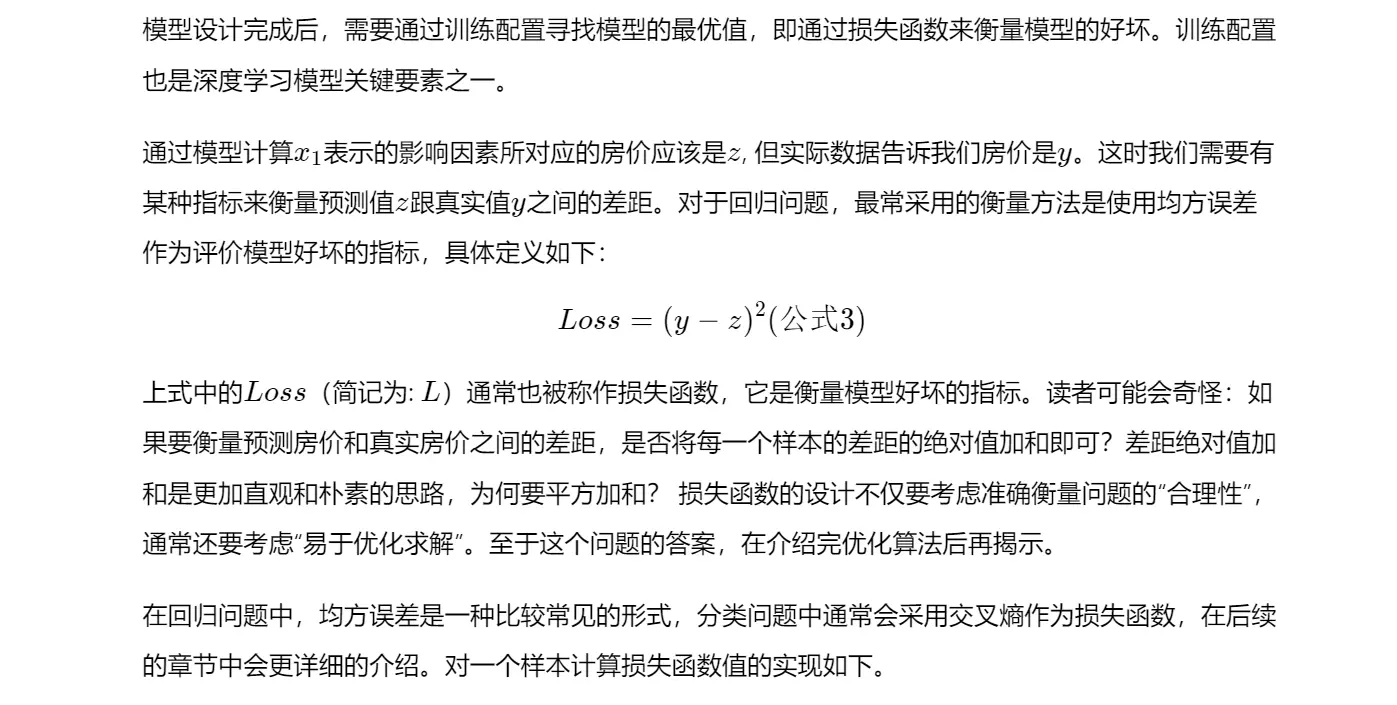 模型设计完成后，需要通过训练配置寻找模型的最优值，即通过损失函数来衡量模型的好坏。训练配置
也是深度学习模型关键要素之一。
通过模型计算x₁表示的影响因素所对应的房价应该是z, 但实际数据告诉我们房价是y。这时我们需要有
某种指标来衡量预测值z跟真实值y之间的差距。对于回归问题，最常采用的衡量方法是使用均方误差
作为评价模型好坏的指标，具体定义如下：
Loss = (y − z)²(公式3)
上式中的Loss（简记为: L）通常也被称作损失函数，它是衡量模型好坏的指标。读者可能会奇怪：如
果要衡量预测房价和真实房价之间的差距，是否将每一个样本的差距的绝对值加和即可？差距绝对值加
和是更加直观和朴素的思路，为何要平方加和？ 损失函数的设计不仅要考虑准确衡量问题的“合理性”，
通常还要考虑“易于优化求解”。至于这个问题的答案，在介绍完优化算法后再揭示。
在回归问题中，均方误差是一种比较常见的形式，分类问题中通常会采用交叉熵作为损失函数，在后续
的章节中会更详细的介绍。对一个样本计算损失函数值的实现如下。